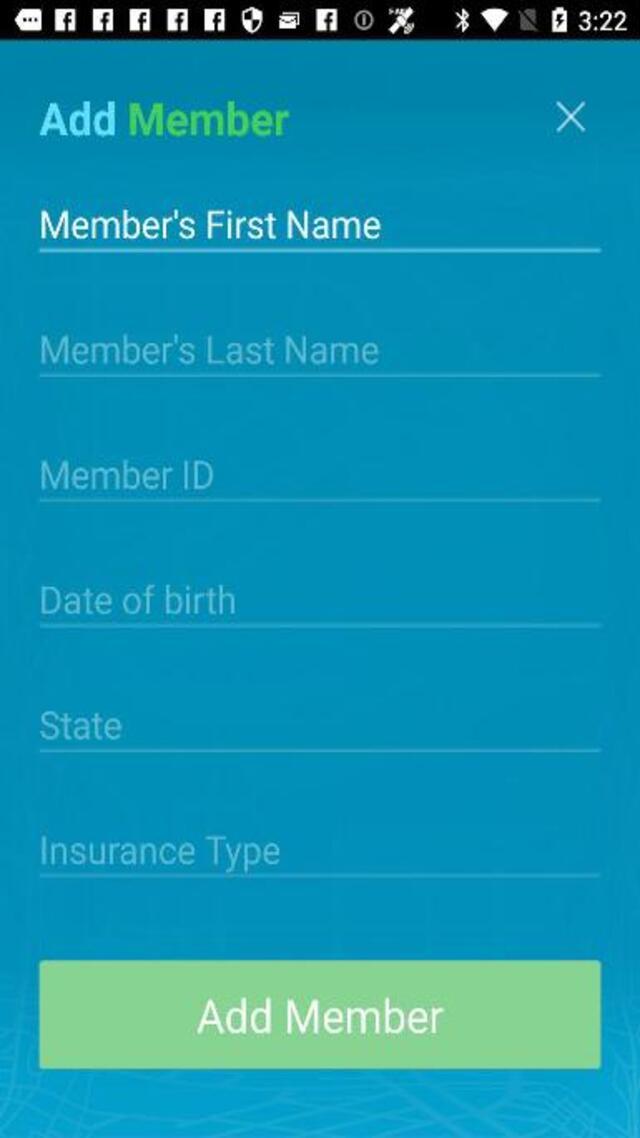 3:22
Add Member
Member's First Name
Member's Last Name
Member ID
Date of birth
State
Insurance Type
Add Member